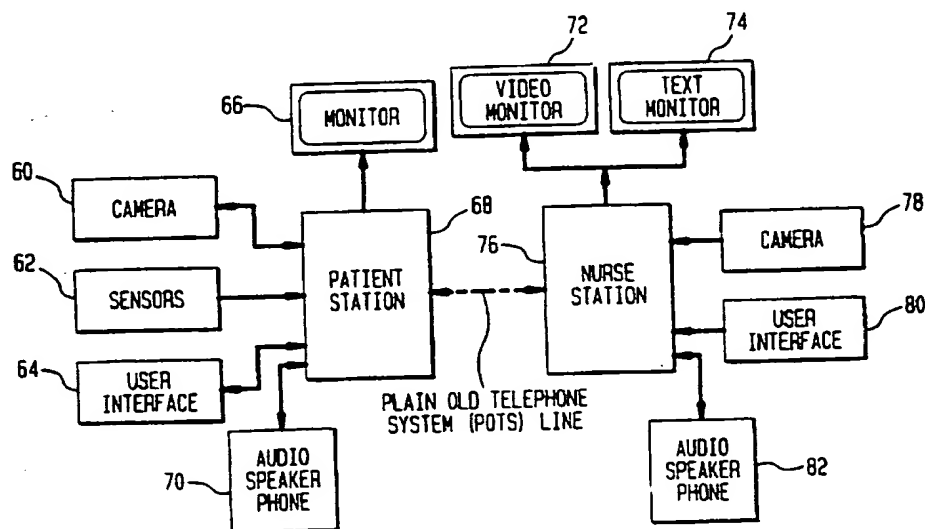 72
74
VIDEO
MONITOR
TEXT
MONITOR
66
MONITOR
60
CAMERA
68
78
CAMERA
76
62
SENSORS
PATIENT
STATION
NURSE
STATION
80
USER
INTERFACE
64
USER
INTERFACE
PLAIN OLD TELEPHONE
SYSTEM (POTS) LINE
70
AUDIO
SPEAKER
PHONE
AUDIO
SPEAKER
PHONE
82